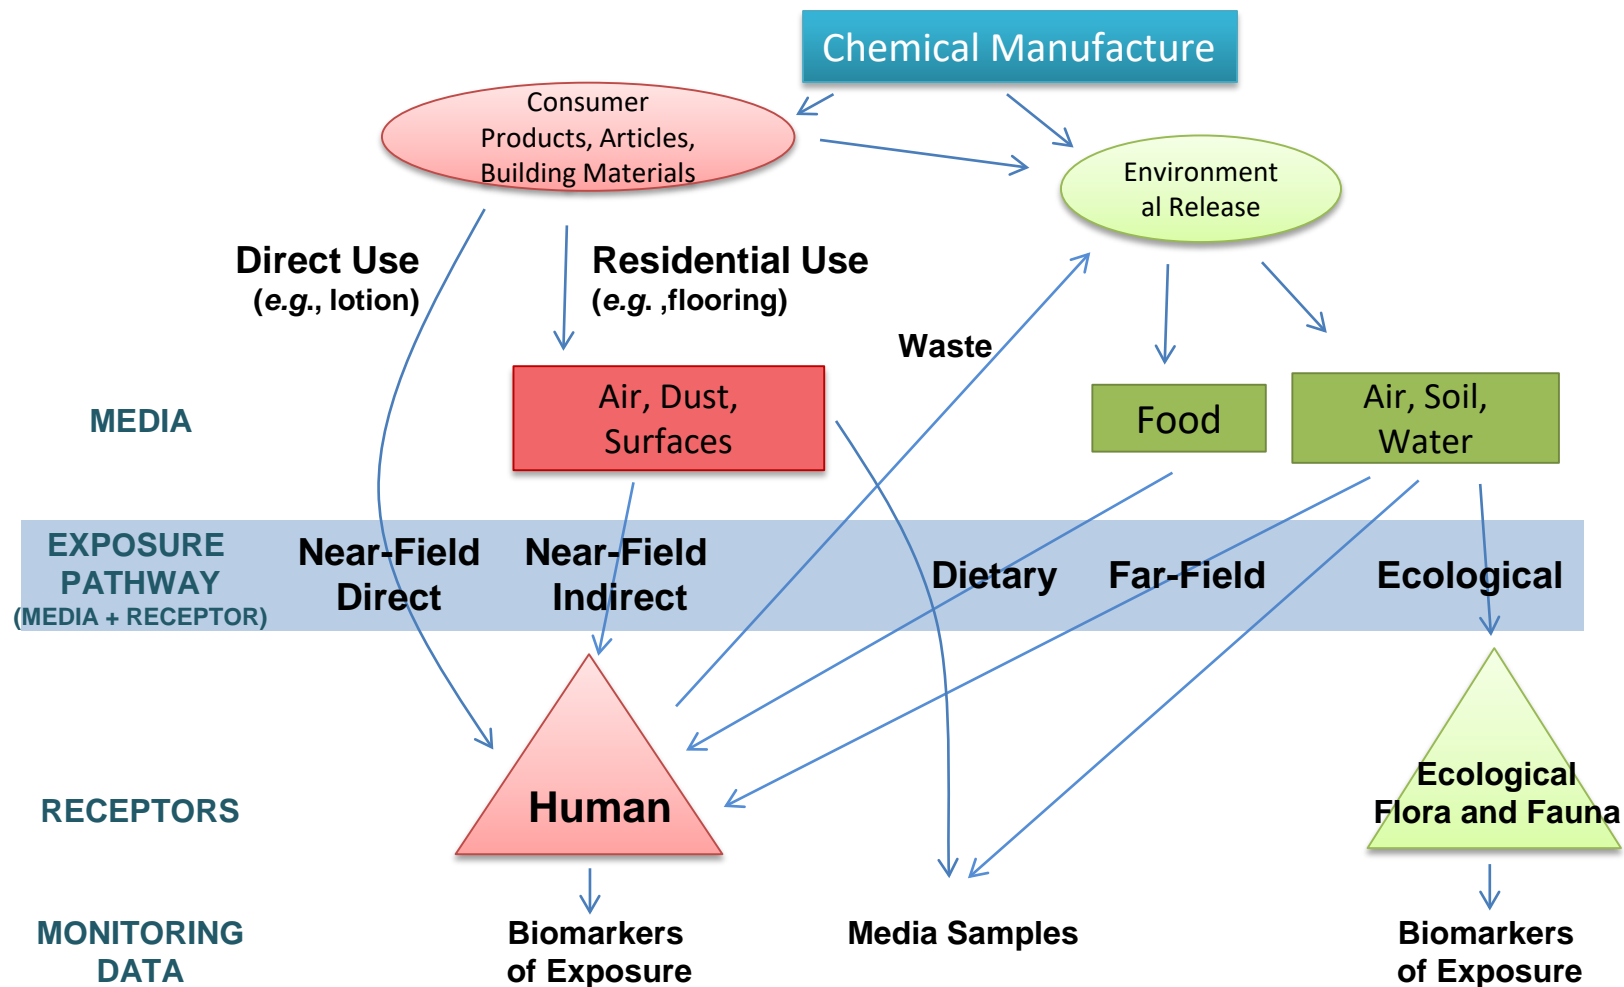 Chemical Manufacture
Consumer
Products, Articles,
Building Materials
Environment
al Release
Direct Use
(e.g., lotion)
Residential Use
(e.g. ,flooring)
Waste
MEDIA
Air, Dust,
Surfaces
Food
Air, Soil,
Water
EXPOSURE
PATHWAY
(MEDIA + RECEPTOR)
Near-Field
Direct
Near-Field
Indirect
Dietary
Far-Field
Ecological
RECEPTORS
Human
Ecological
Flora and Fauna
MONITORING
DATA
Biomarkers
of Exposure
Media Samples
Biomarkers
of Exposure